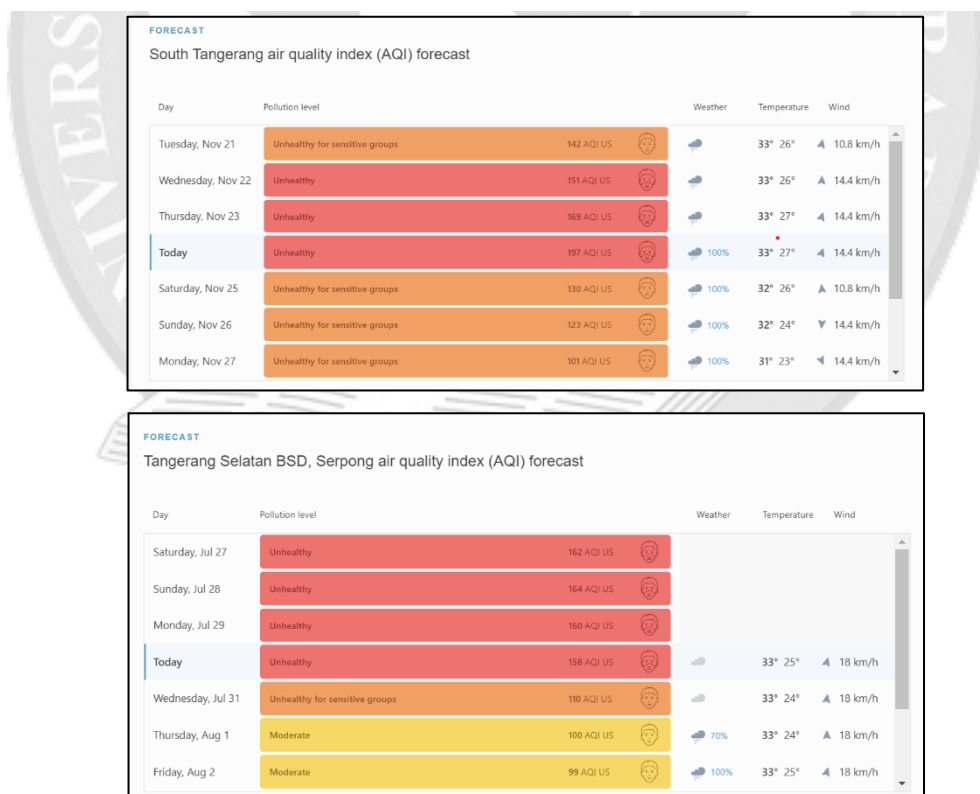 FORECAST
South Tangerang air quality index (AQI) forecast
Day Pollution level Weather Temperature Wind
Tuesday, Nov 21 Unhealthy for sensitive groups 142 AQI US 33° 26° 10.8 km/h
Wednesday, Nov 22 Unhealthy 151 AQI US 33° 26° 14.4 km/h
Thursday, Nov 23 Unhealthy 169 AQI US 33° 27° 14.4 km/h
Today Unhealthy 197 AQI US 100% 33° 27° 14.4 km/h
Saturday, Nov 25 Unhealthy for sensitive groups 130 AQI US 100% 32° 26° 10.8 km/h
Sunday, Nov 26 Unhealthy for sensitive groups 123 AQI US 100% 32° 24° 14.4 km/h
Monday, Nov 27 Unhealthy for sensitive groups 101 AQI US 100% 31° 23° 14.4 km/h
FORECAST
Tangerang Selatan BSD, Serpong air quality index (AQI) forecast
Day Pollution level Weather Temperature Wind
Saturday, Jul 27 Unhealthy 162 AQI US
Sunday, Jul 28 Unhealthy 164 AQI US
Monday, Jul 29 Unhealthy 160 AQI US
Today Unhealthy 158 AQI US 33° 25° 18 km/h
Wednesday, Jul 31 Unhealthy for sensitive groups 110 AQI US 33° 24° 18 km/h
Thursday, Aug 1 Moderate 100 AQI US 70% 33° 24° 18 km/h
Friday, Aug 2 Moderate 99 AQI US 100% 33° 25° 18 km/h